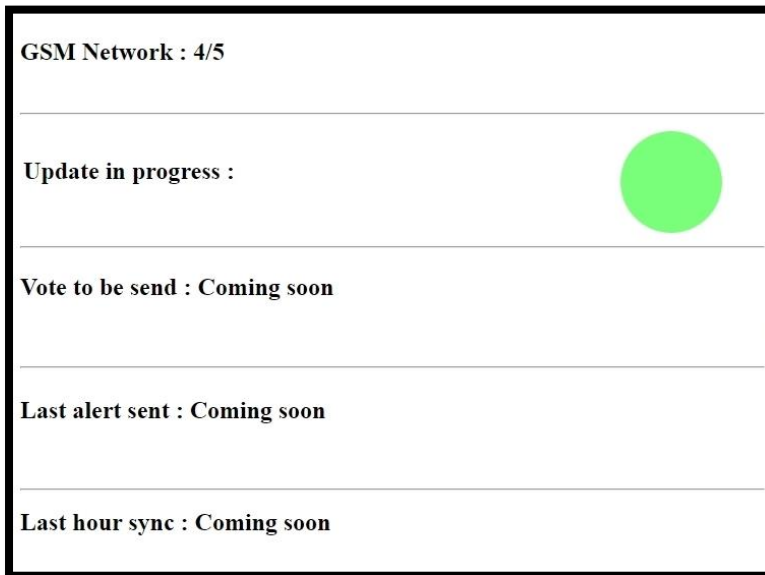 GSM Network : 4/5
Update in progress :
Vote to be send : Coming soon
Last alert sent : Coming soon
Last hour sync : Coming soon